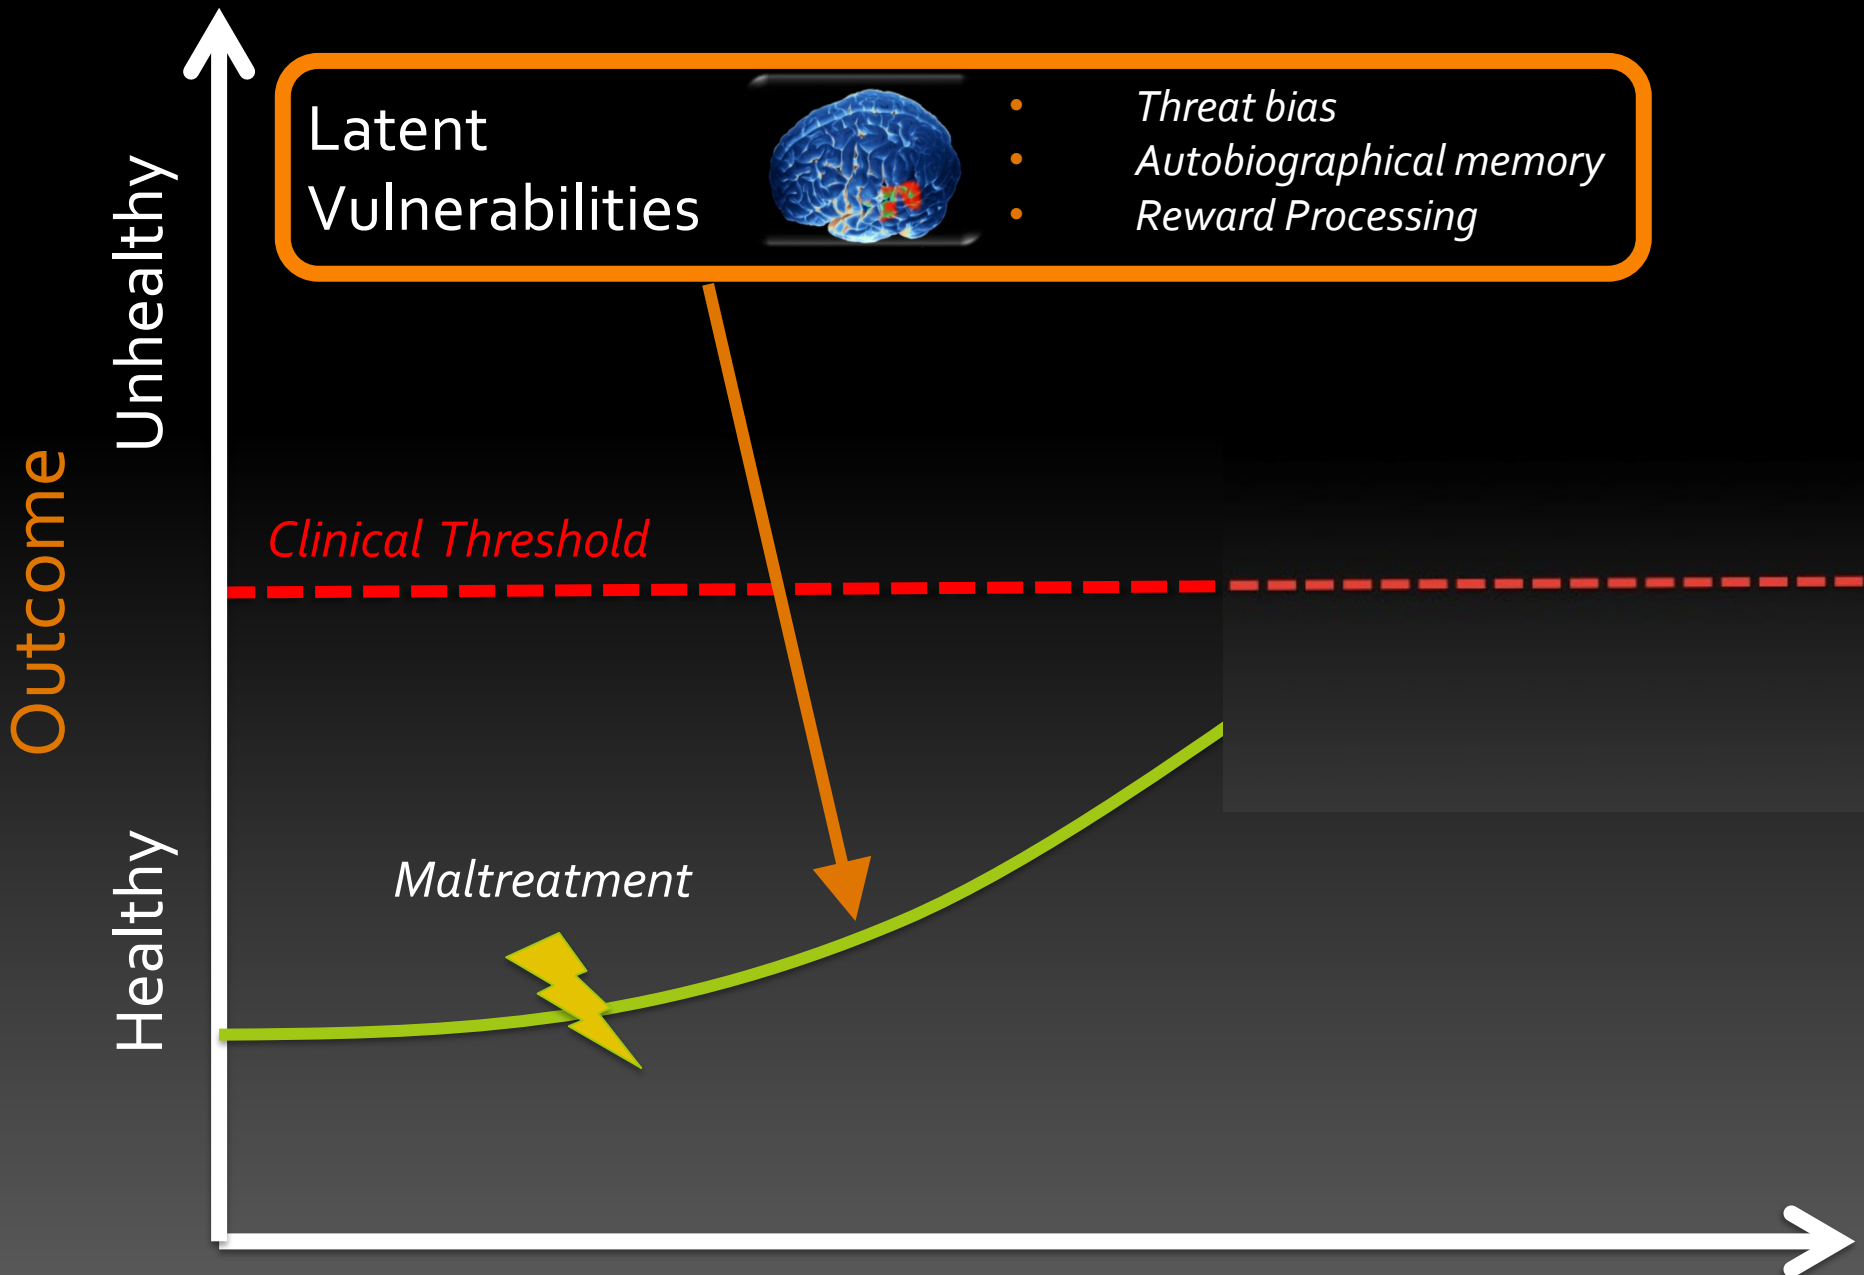 Latent
Vulnerabilities
• Threat bias
• Autobiographical memory
• Reward Processing
Unhealthy
Outcome
Clinical Threshold
Healthy
Maltreatment